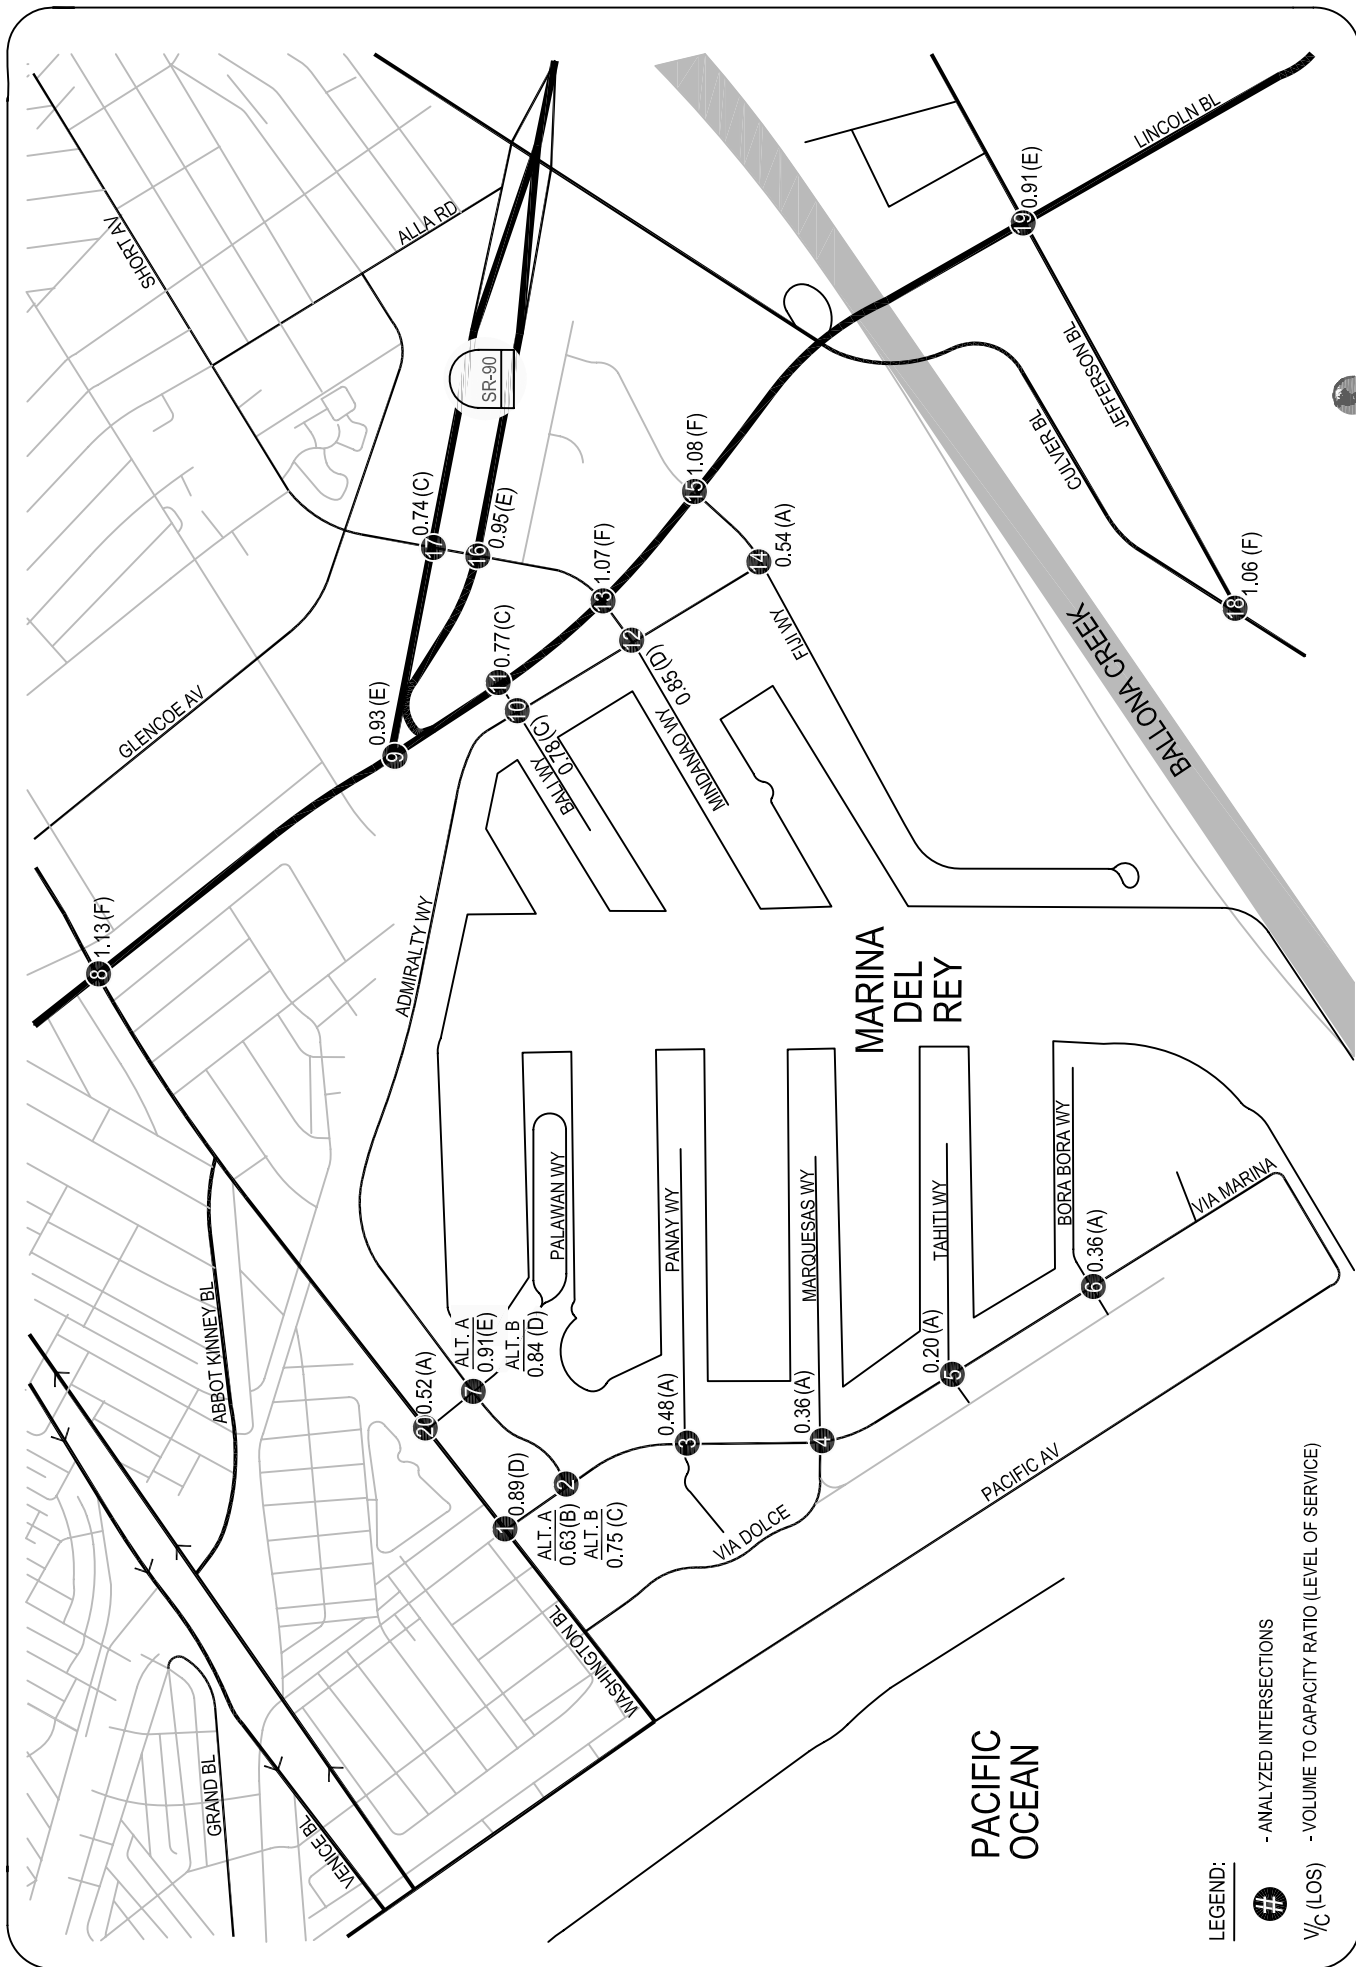 SHORT AV
ALLA RD
SR-90
GLENCOE AV
LINCOLN BL
JEFFERSON BL
CULVER BL
BALLONA CREEK
FIJI WY
MINDANAO WY
BALI WY
ADMIRALTY WY
MARINA
DEL
REY
PALAWAN WY
PANAY WY
MARQUESAS WY
TAHITI WY
BORA BORA WY
VIA MARINA
PACIFIC AV
VIA DOLCE
WASHINGTON BL
ABBOT KINNEY BL
GRAND BL
VENICE BL
PACIFIC
OCEAN
1
0.89 (D)
2
ALT. A
0.63 (B)
ALT. B
0.75 (C)
3
0.48 (A)
4
0.36 (A)
5
0.20 (A)
6
0.36 (A)
7
ALT. A
0.91 (E)
ALT. B
0.84 (D)
8
1.13 (F)
9
0.93 (E)
10
0.78 (C)
11
0.77 (C)
12
0.85 (D)
13
1.07 (F)
14
0.54 (A)
15
1.08 (F)
16
0.95 (E)
17
0.74 (C)
18
1.06 (F)
19
0.91 (E)
20
0.52 (A)
LEGEND:
# - ANALYZED INTERSECTIONS
V/C (LOS) - VOLUME TO CAPACITY RATIO (LEVEL OF SERVICE)